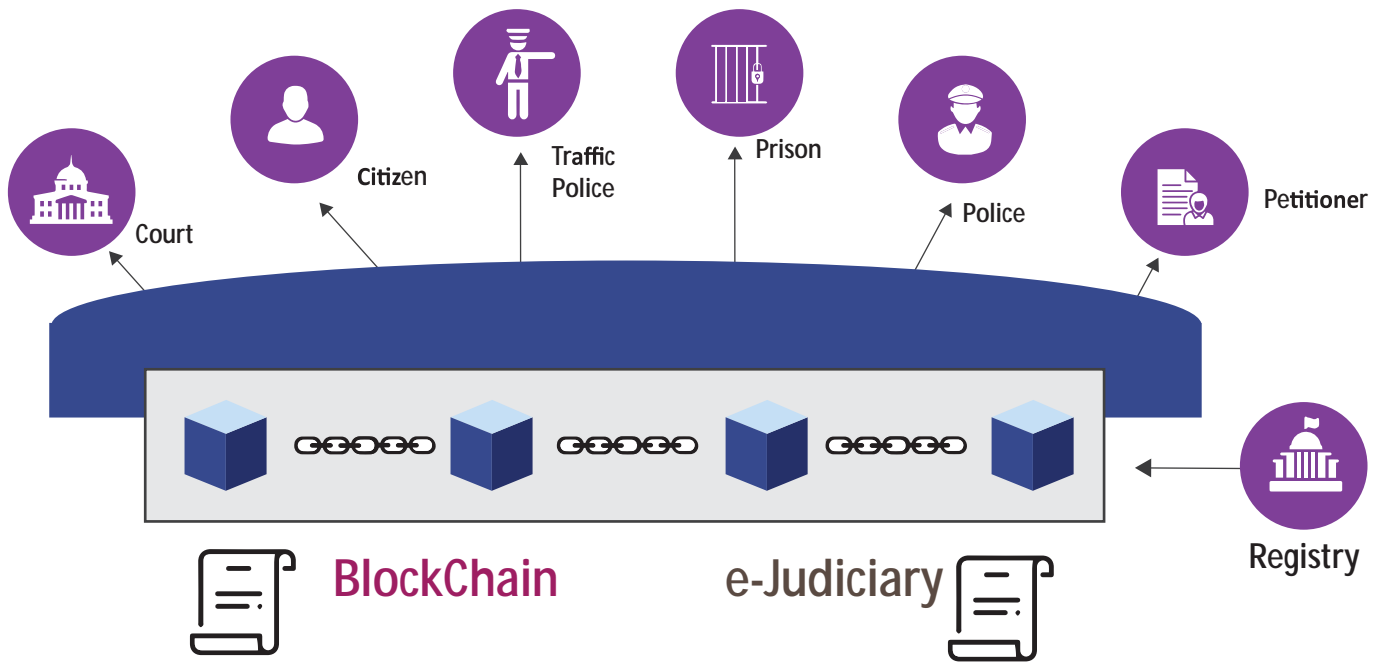 Court
Citizen
Traffic
Police
Prison
Police
Petitioner
Registry
BlockChain
e-Judiciary